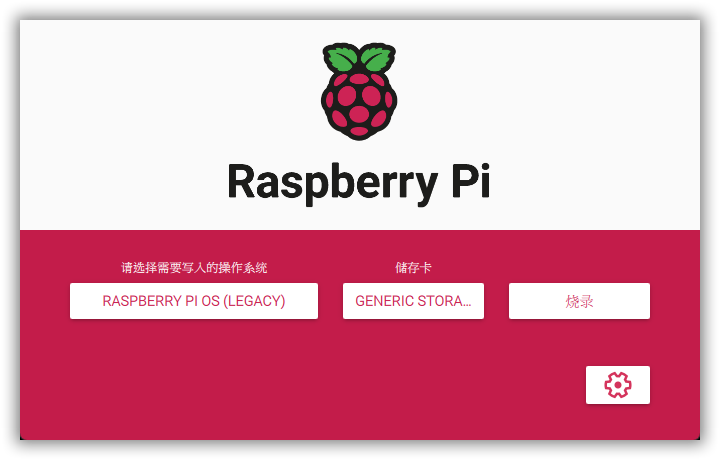 Raspberry Pi
请选择需要写入的操作系统
储存卡
RASPBERRY PI OS (LEGACY)
GENERIC STORA...
烧录